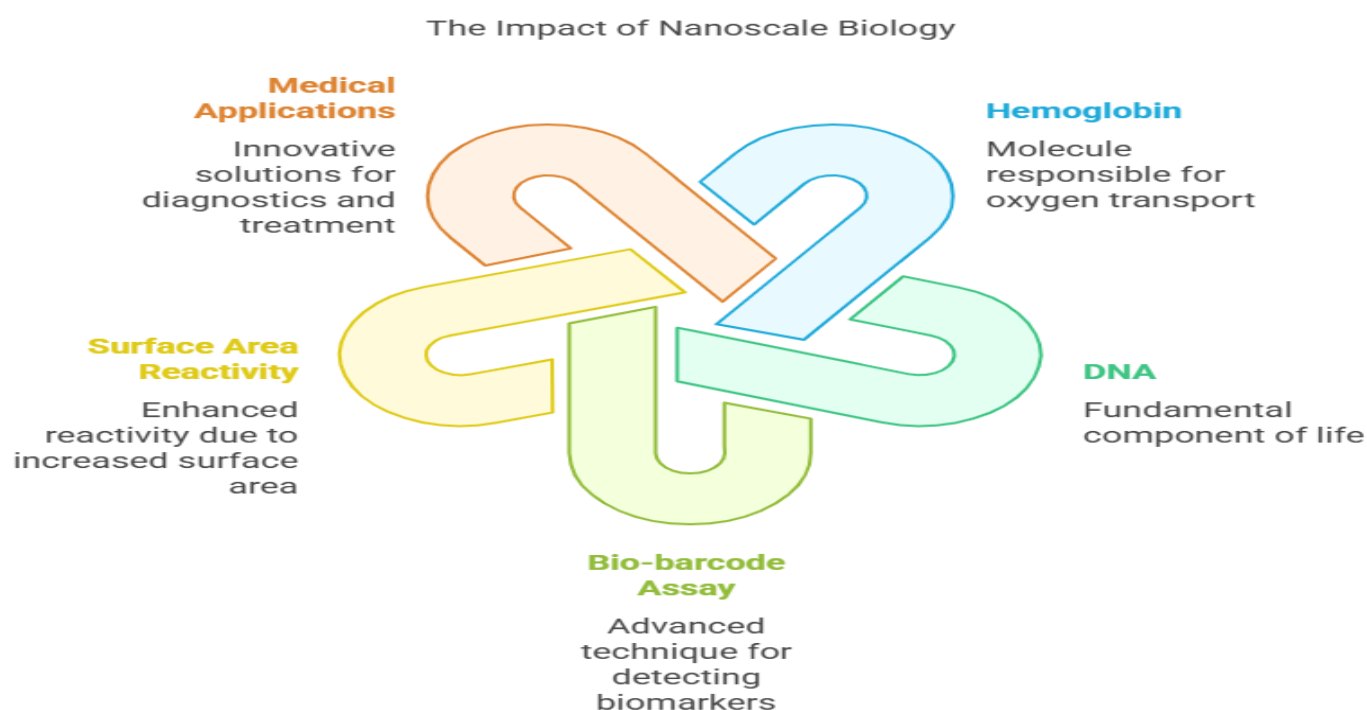 The Impact of Nanoscale Biology
Medical
Applications
Innovative
solutions for
diagnostics and
treatment
Hemoglobin
Molecule
responsible for
oxygen transport
Surface Area
Reactivity
Enhanced
reactivity due to
increased surface
area
DNA
Fundamental
component of life
Bio-barcode
Assay
Advanced
technique for
detecting
biomarkers